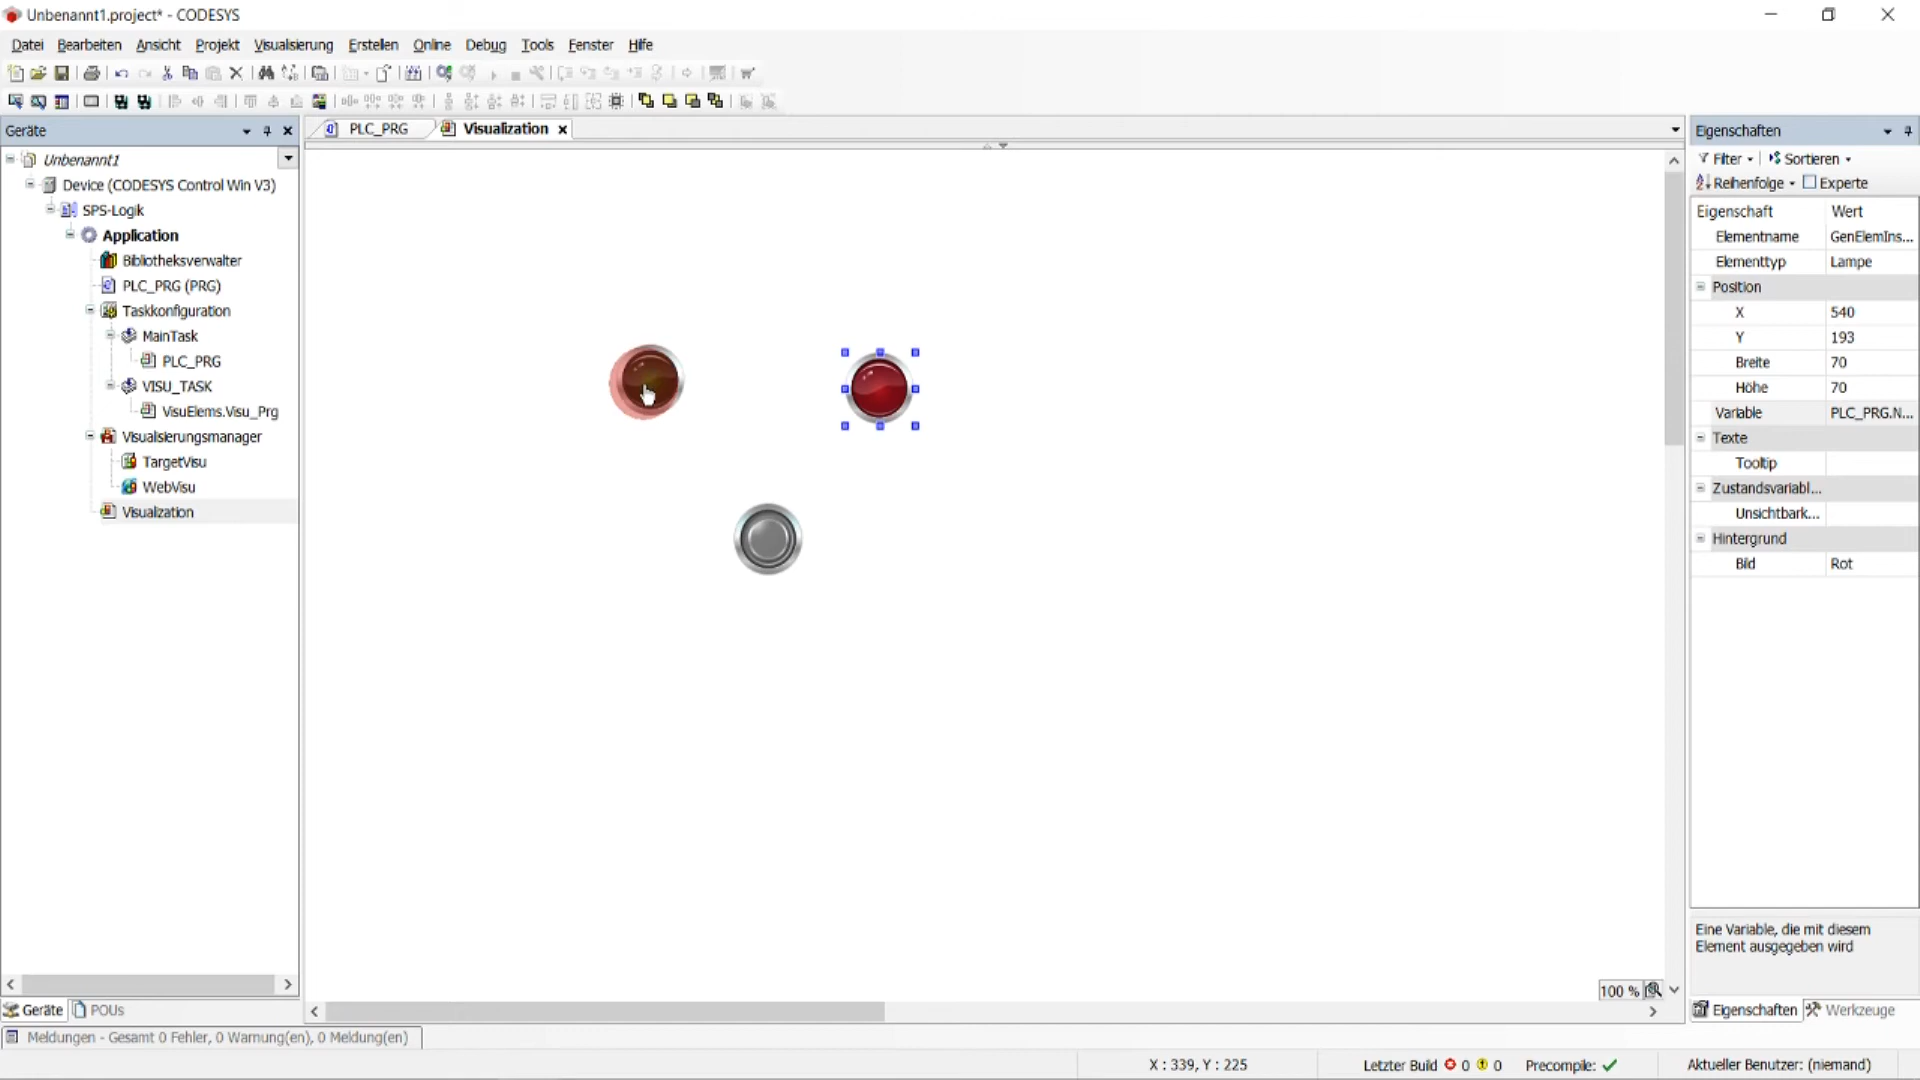 Unbenannt1.project* - CODESYS
Datei Bearbeiten Ansicht Projekt Visualisierung Erstellen Online Debug Tools Fenster Hilfe
Geräte
PLC_PRG
Visualization
Eigenschaften
Unbenannt1
Filter
Sortieren
Device (CODESYS Control Win V3)
Reihenfolge
Experte
SPS-Logik
Eigenschaft Wert
Application
Elementname GenElemIns...
Bibliotheksverwalter
Elementtyp Lampe
PLC_PRG (PRG)
Position
Taskkonfiguration
X 540
MainTask
Y 193
PLC_PRG
Breite 70
VISU_TASK
Höhe 70
VisuElems.Visu_Prg
Variable PLC_PRG.N...
Visualisierungsmanager
Texte
TargetVisu
Tooltip
WebVisu
Zustandsvariabl...
Visualization
Unsichtbark...
Hintergrund
Bild Rot
Eine Variable, die mit diesem
Element ausgegeben wird
100 %
Geräte POUs
Eigenschaften Werkzeuge
Meldungen - Gesamt 0 Fehler, 0 Warnung(en), 0 Meldung(en)
X : 339, Y : 225
Letzter Build 0 0 Precompile:
Aktueller Benutzer: (niemand)